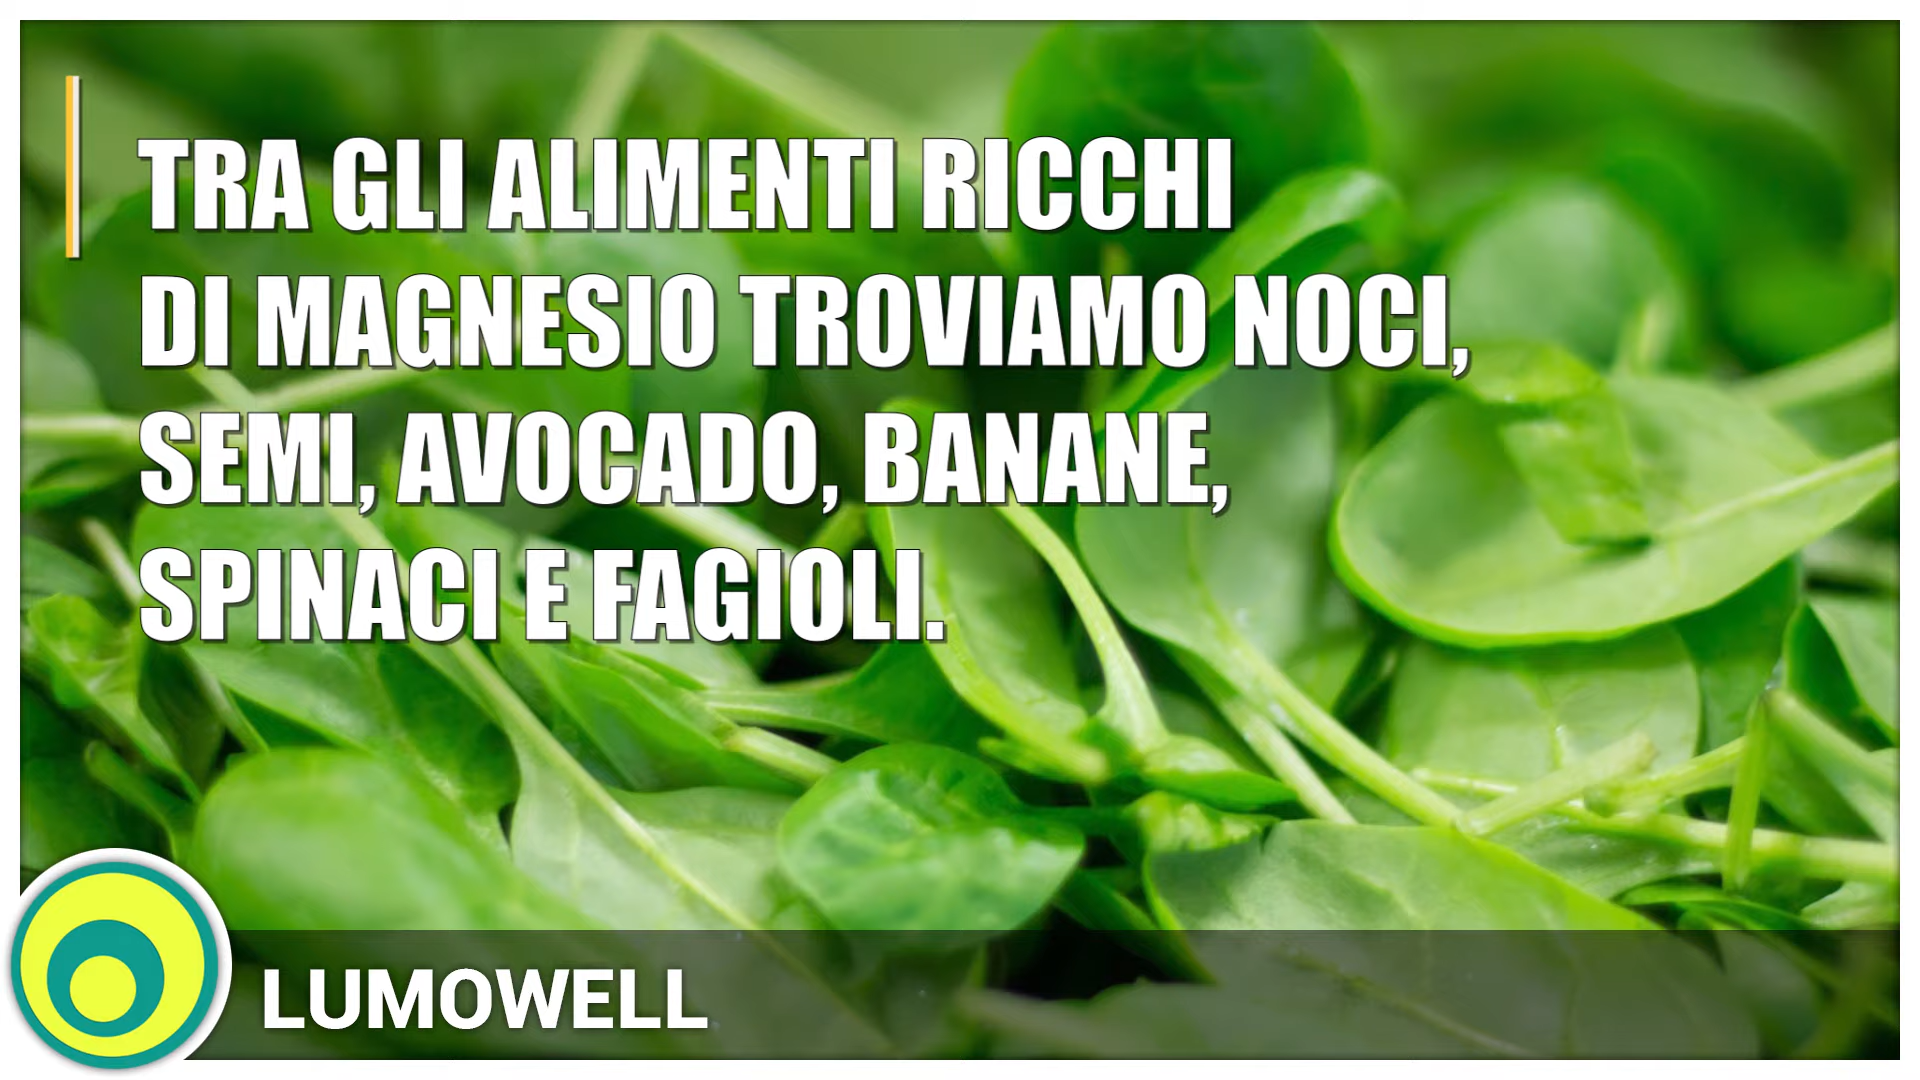 TRA GLI ALIMENTI RICCHI
DI MAGNESIO TROVIAMO NOCI,
SEMI, AVOCADO, BANANE,
SPINACI E FAGIOLI.
LUMOWELL